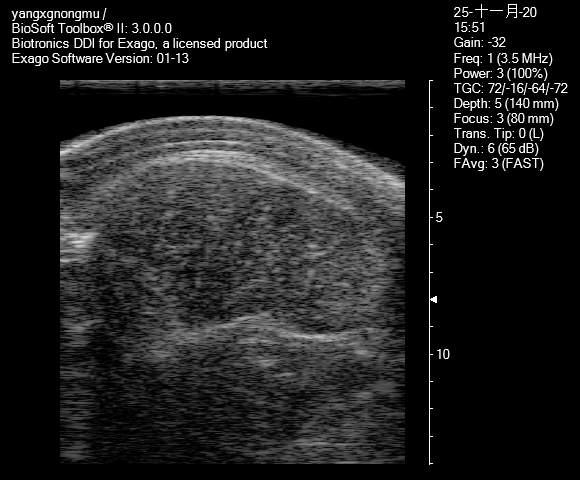 yangxgnongmu /
BioSoft Toolbox® II: 3.0.0.0
Biotronics DDI for Exago, a licensed product
Exago Software Version: 01-13
25-十一月-20
15:51
Gain: -32
Freq: 1 (3.5 MHz)
Power: 3 (100%)
TGC: 72/-16/-64/-72
Depth: 5 (140 mm)
Focus: 3 (80 mm)
Trans. Tip: 0 (L)
Dyn.: 6 (65 dB)
FAvg: 3 (FAST)
5
10